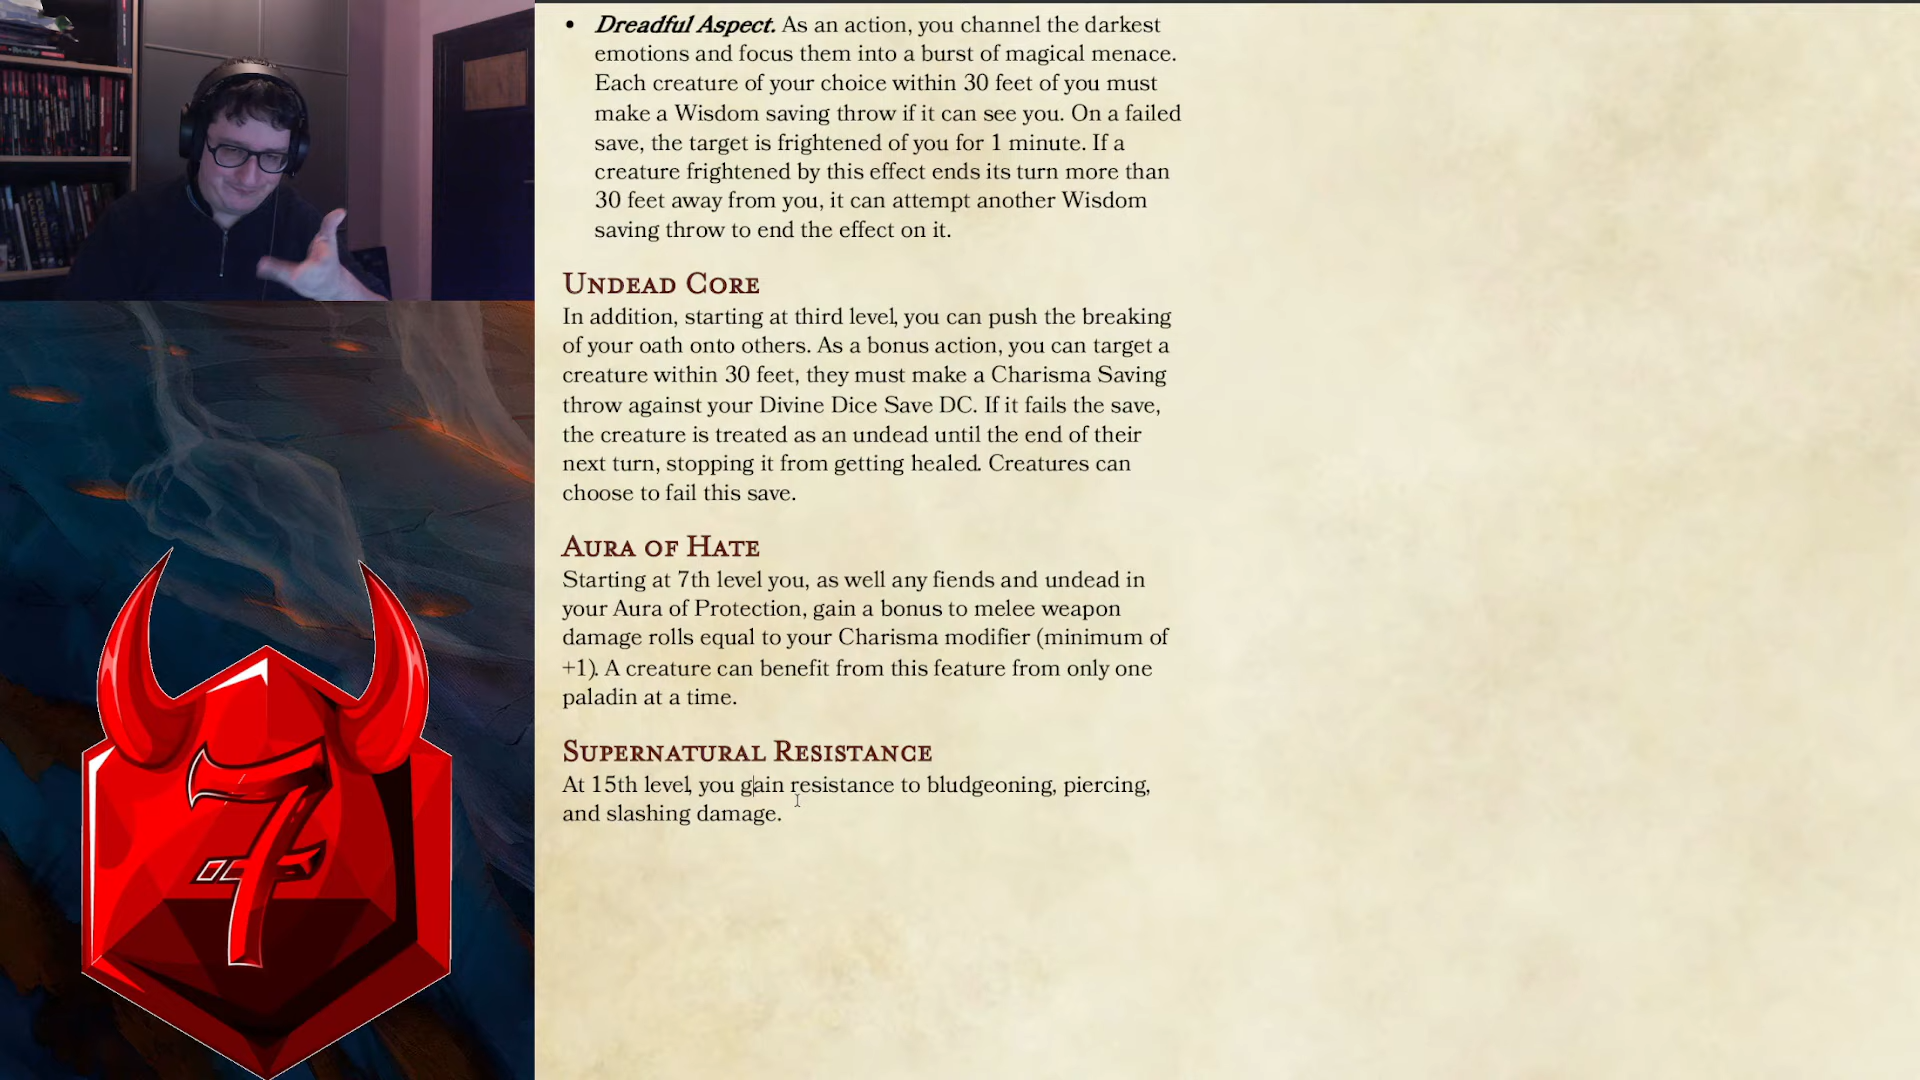 • Dreadful Aspect. As an action, you channel the darkest
emotions and focus them into a burst of magical menace.
Each creature of your choice within 30 feet of you must
make a Wisdom saving throw if it can see you. On a failed
save, the target is frightened of you for 1 minute. If a
creature frightened by this effect ends its turn more than
30 feet away from you, it can attempt another Wisdom
saving throw to end the effect on it.
Undead Core
In addition, starting at third level, you can push the breaking
of your oath onto others. As a bonus action, you can target a
creature within 30 feet, they must make a Charisma Saving
throw against your Divine Dice Save DC. If it fails the save,
the creature is treated as an undead until the end of their
next turn, stopping it from getting healed. Creatures can
choose to fail this save.
Aura of Hate
Starting at 7th level you, as well any fiends and undead in
your Aura of Protection, gain a bonus to melee weapon
damage rolls equal to your Charisma modifier (minimum of
+1). A creature can benefit from this feature from only one
paladin at a time.
Supernatural Resistance
At 15th level, you gain resistance to bludgeoning, piercing,
and slashing damage.
7